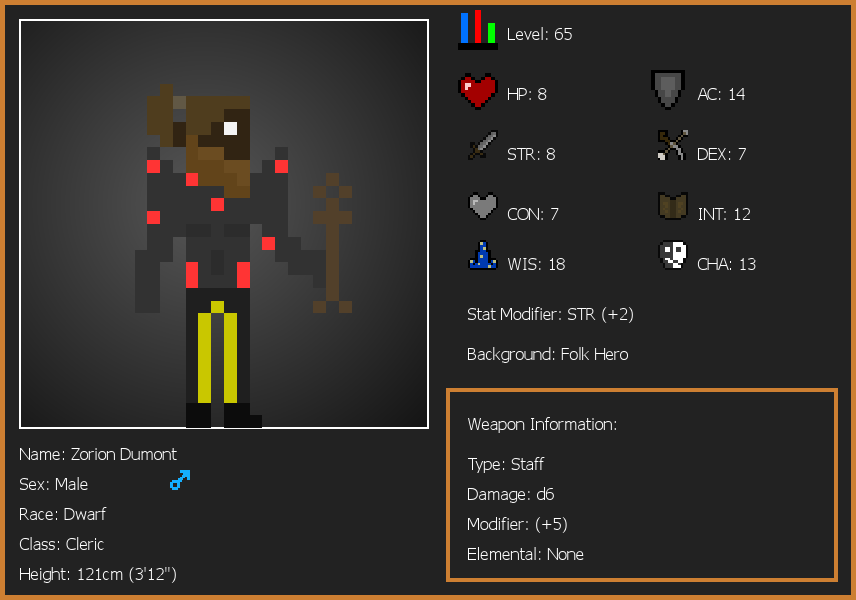 Level: 65
HP: 8
AC: 14
STR: 8
DEX: 7
CON: 7
INT: 12
WIS: 18
CHA: 13
Stat Modifier: STR (+2)
Background: Folk Hero
Weapon Information:
Type: Staff
Damage: d6
Modifier: (+5)
Elemental: None
Name: Zorion Dumont
Sex: Male
Race: Dwarf
Class: Cleric
Height: 121cm (3'12")